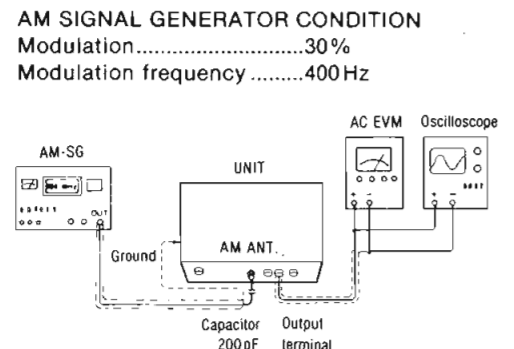 AM SIGNAL GENERATOR CONDITION
Modulation............................30%
Modulation frequency.........400Hz
AC EVM Oscilloscope
AM-SG
UNIT
OUT
AM ANT.
Ground
Capacitor
200pF
Output
terminal